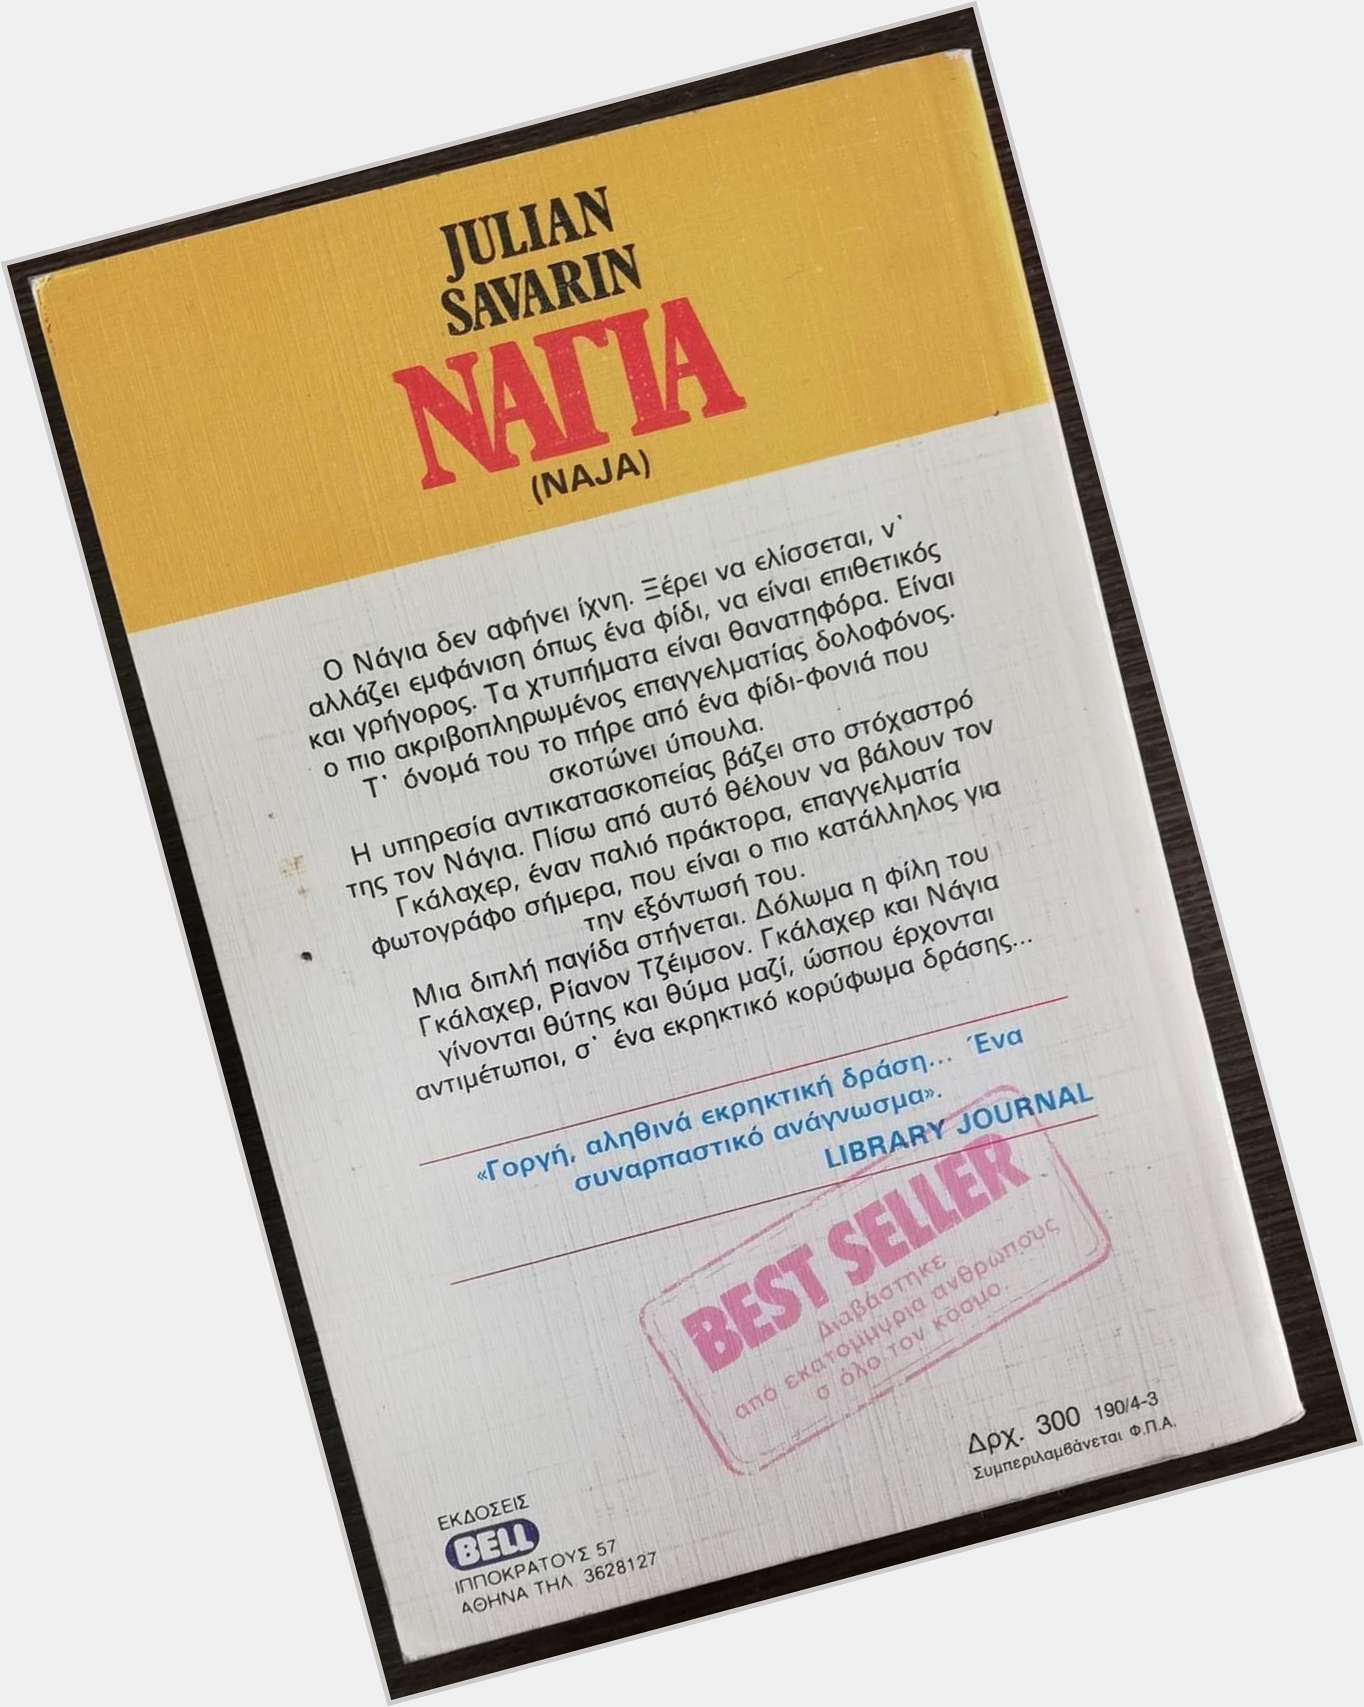 JULIAN
SAVARIN
ΝΑΓΙΑ
(NAJA)
Ο Νάγια δεν αφήνει ίχνη. Ξέρει να ελίσσεται, ν'
αλλάζει εμφάνιση όπως ένα φίδι, να είναι επιθετικός
και γρήγορος. Τα χτυπήματα είναι θανατηφόρα. Είναι
ο πιο ακριβοπληρωμένος επαγγελματίας δολοφόνος.
Τ' όνομά του το πήρε από ένα φίδι-φονιά που
σκοτώνει ύπουλα.
Η υπηρεσία αντικατασκοπείας βάζει στο στόχαστρό
της τον Νάγια. Πίσω από αυτό θέλουν να βάλουν τον
Γκάλαχερ, έναν παλιό πράκτορα, επαγγελματία
φωτογράφο σήμερα, που είναι ο πιο κατάλληλος για
την εξόντωσή του.
Μια διπλή παγίδα στήνεται. Δόλωμα η φίλη του
Γκάλαχερ, Ρίανον Τζέιμσον. Γκάλαχερ και Νάγια
γίνονται θύτης και θύμα μαζί, ώσπου έρχονται
αντιμέτωποι, σ' ένα εκρηκτικό κορύφωμα δράσης...
«Γοργή, αληθινά εκρηκτική δράση... Ένα
συναρπαστικό ανάγνωσμα».
LIBRARY JOURNAL
BEST SELLER
Διαβάστηκε
από εκατομμύρια ανθρώπους
σ όλο τον κόσμο.
Δρχ. 300 190/4-3
Συμπεριλαμβάνεται Φ.Π.Α.
ΕΚΔΟΣΕΙΣ
BELL
ΙΠΠΟΚΡΑΤΟΥΣ 57
ΑΘΗΝΑ ΤΗΛ 3628127